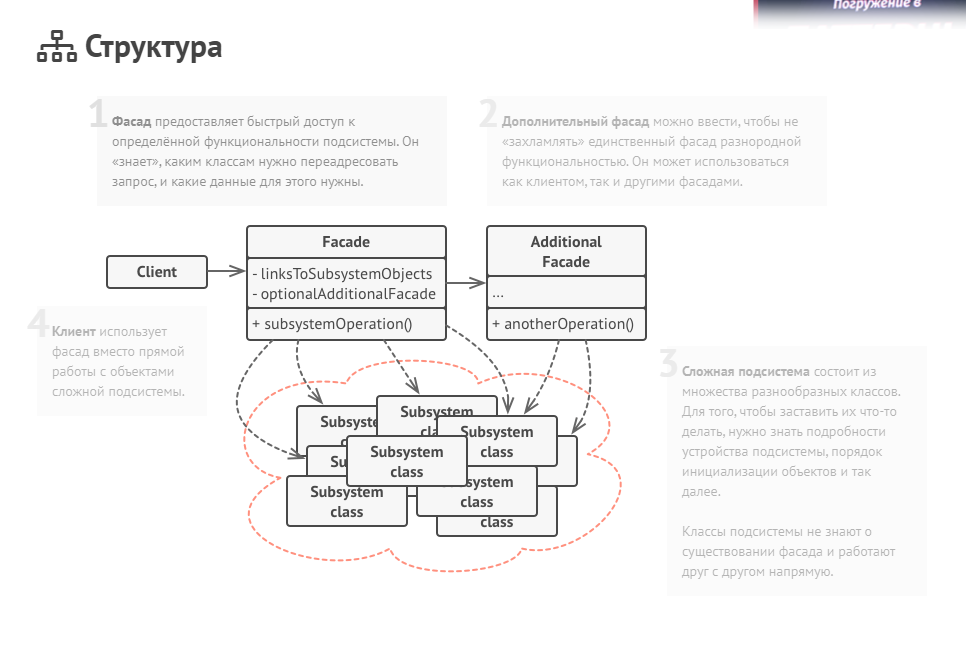 Погружение в
Структура
1
Фасад предоставляет быстрый доступ к
определённой функциональности подсистемы. Он
«знает», каким классам нужно переадресовать
запрос, и какие данные для этого нужны.
2
Дополнительный фасад можно ввести, чтобы не
«захламлять» единственный фасад разнородной
функциональностью. Он может использоваться
как клиентом, так и другими фасадами.
Client
Facade
- linksToSubsystemObjects
- optionalAdditionalFacade
+ subsystemOperation()
Additional
Facade
...
+ anotherOperation()
4
Клиент использует
фасад вместо прямой
работы с объектами
сложной подсистемы.
3
Сложная подсистема состоит из
множества разнообразных классов.
Для того, чтобы заставить их что-то
делать, нужно знать подробности
устройства подсистемы, порядок
инициализации объектов и так
далее.
Классы подсистемы не знают о
существовании фасада и работают
друг с другом напрямую.
Subsystem
Subsystem
class
Subsystem
class
Subsystem
class
class